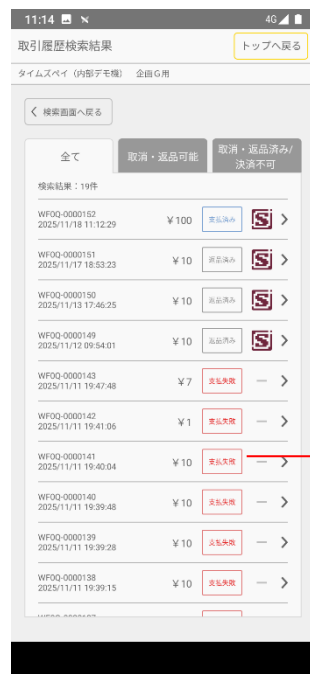 11:14 4G
取引履歴検索結果 トップへ戻る
タイムズペイ（内部デモ機） 企画G用
検索画面へ戻る
全て 取消・返品可能 取消・返品済み/
決済不可
検索結果：19件
WF0Q-0000152
2025/11/18 11:12:29 ￥100 支払済み S
WF0Q-0000151
2025/11/17 18:53:23 ￥10 返品済み S
WF0Q-0000150
2025/11/13 17:46:25 ￥10 返品済み S
WF0Q-0000149
2025/11/12 09:54:01 ￥10 返品済み S
WF0Q-0000143
2025/11/11 19:47:48 ￥7 支払失敗 —
WF0Q-0000142
2025/11/11 19:41:06 ￥1 支払失敗 —
WF0Q-0000141
2025/11/11 19:40:04 ￥10 支払失敗 —
WF0Q-0000140
2025/11/11 19:39:48 ￥10 支払失敗 —
WF0Q-0000139
2025/11/11 19:39:28 ￥10 支払失敗 —
WF0Q-0000138
2025/11/11 19:39:15 ￥10 支払失敗 —